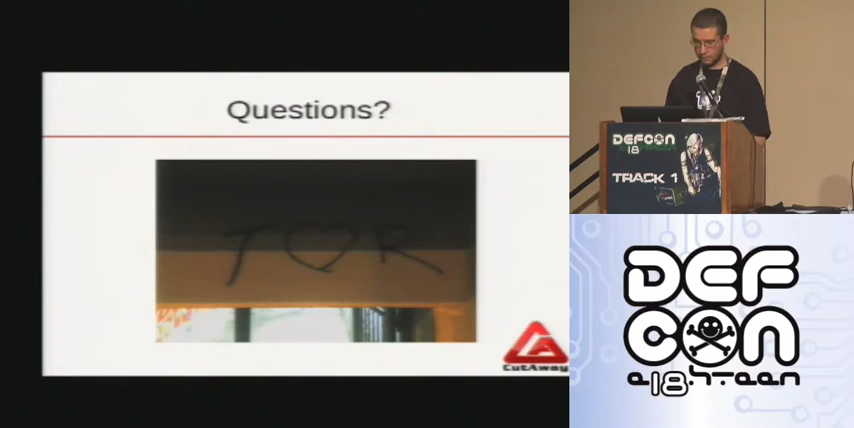 Questions?
T♡R
CutAway
DEFCON
18
TRACK 1
DEF
CON
e18hteen